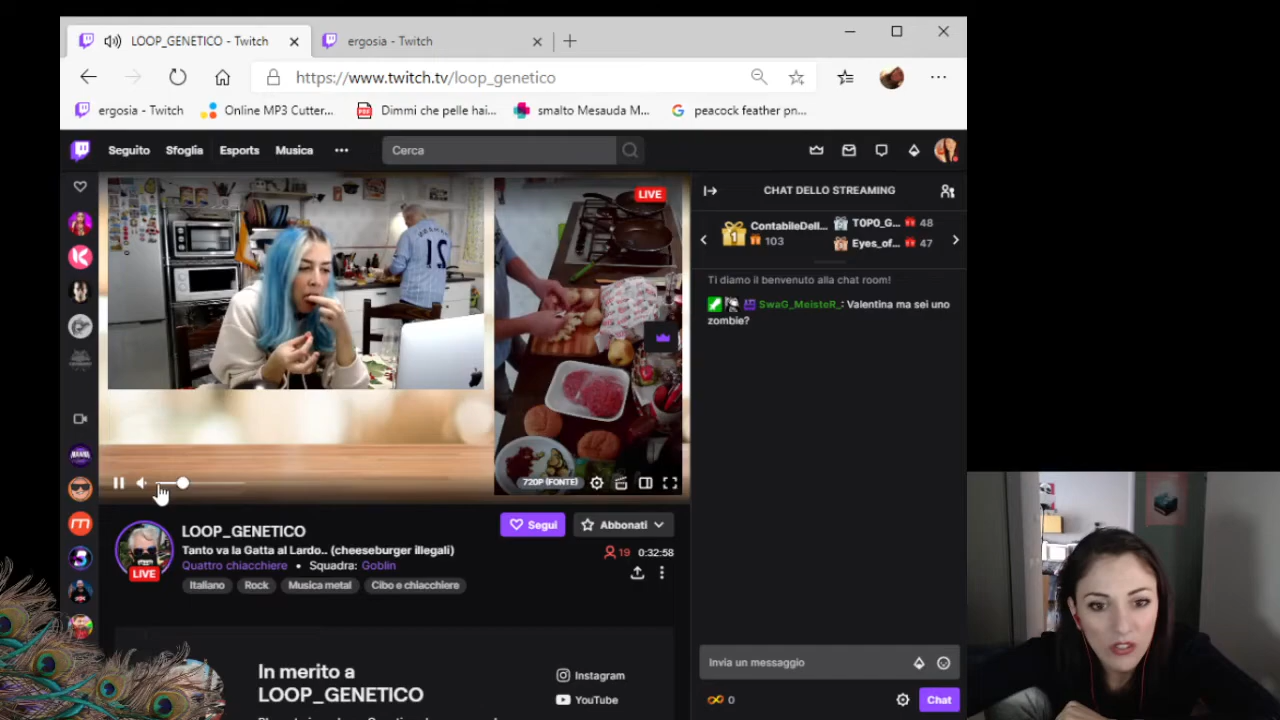 LOOP_GENETICO - Twitch
ergosia - Twitch
https://www.twitch.tv/loop_genetico
ergosia - Twitch
Online MP3 Cutter...
PDF
Dimmi che pelle hai...
smalto Mesauda M...
peacock feather pn...
Seguito
Sfoglia
Esports
Musica
Cerca
LIVE
15
720P (FONTE)
CHAT DELLO STREAMING
1
ContabileDell...
103
TOP0_G...
48
Eyes_of...
47
Ti diamo il benvenuto alla chat room!
SwaG_MeisteR_: Valentina ma sei uno
zombie?
LOOP_GENETICO
Tanto va la Gatta al Lardo.. (cheeseburger illegali)
Quattro chiacchiere • Squadra: Goblin
Italiano
Rock
Musica metal
Cibo e chiacchiere
LIVE
Segui
Abbonati
19
0:32:58
In merito a
LOOP_GENETICO
Instagram
YouTube
Invia un messaggio
0
Chat